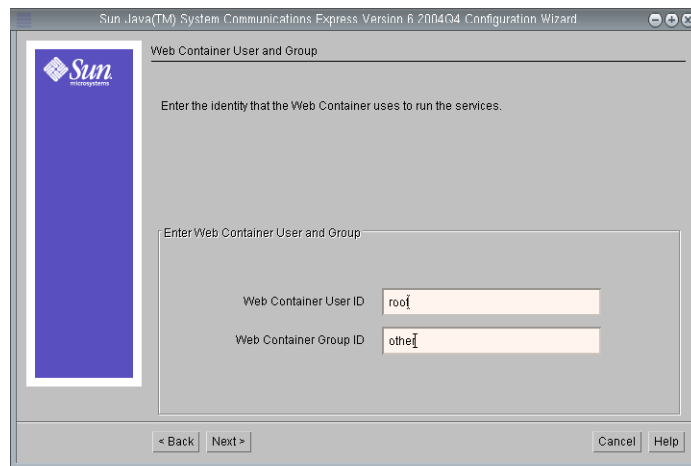 Sun Java(TM) System Communications Express Version 6 2004Q4 Configuration Wizard
Sun
microsystems
Web Container User and Group
Enter the identity that the Web Container uses to run the services.
Enter Web Container User and Group
Web Container User ID
root
Web Container Group ID
other
< Back
Next >
Cancel
Help